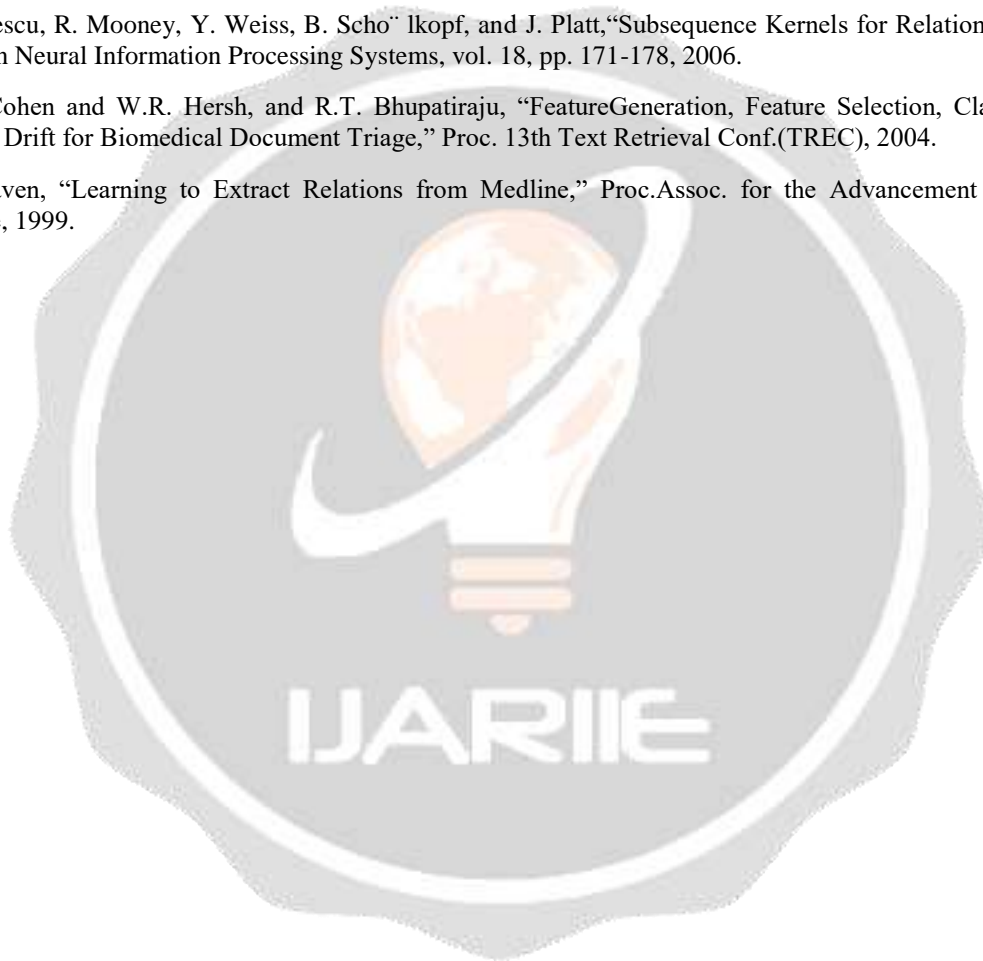 escu, R. Mooney, Y. Weiss, B. Scho¨ lkopf, and J. Platt,“Subsequence Kernels for Relation
n Neural Information Processing Systems, vol. 18, pp. 171-178, 2006.
Cohen and W.R. Hersh, and R.T. Bhupatiraju, “FeatureGeneration, Feature Selection, Cla
Drift for Biomedical Document Triage,” Proc. 13th Text Retrieval Conf.(TREC), 2004.
ven, “Learning to Extract Relations from Medline,” Proc.Assoc. for the Advancement
, 1999.
IJARIIE